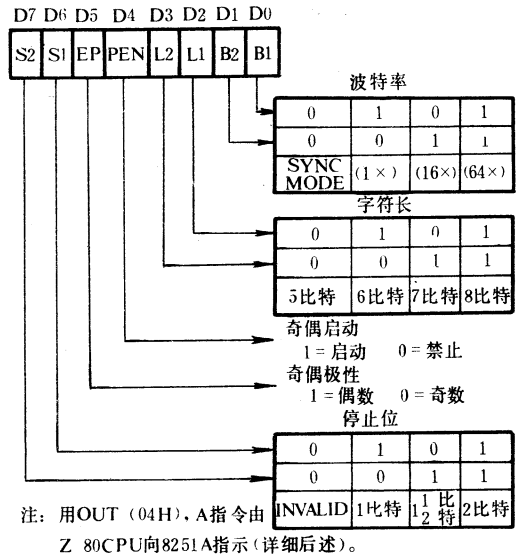 D7 D6 D5 D4 D3 D2 D1 D0
S2 S1 EP PEN L2 L1 B2 B1
波特率
0 1 0 1
0 0 1 1
SYNC MODE (1×) (16×) (64×)
字符长
0 1 0 1
0 0 1 1
5比特 6比特 7比特 8比特
奇偶启动
1=启动 0=禁止
奇偶极性
1=偶数 0=奇数
停止位
0 1 0 1
0 0 1 1
INVALID 1比特 1 1/2 比特 2比特
注：用OUT（04H），A指令由
Z 80CPU向8251A指示（详细后述）。